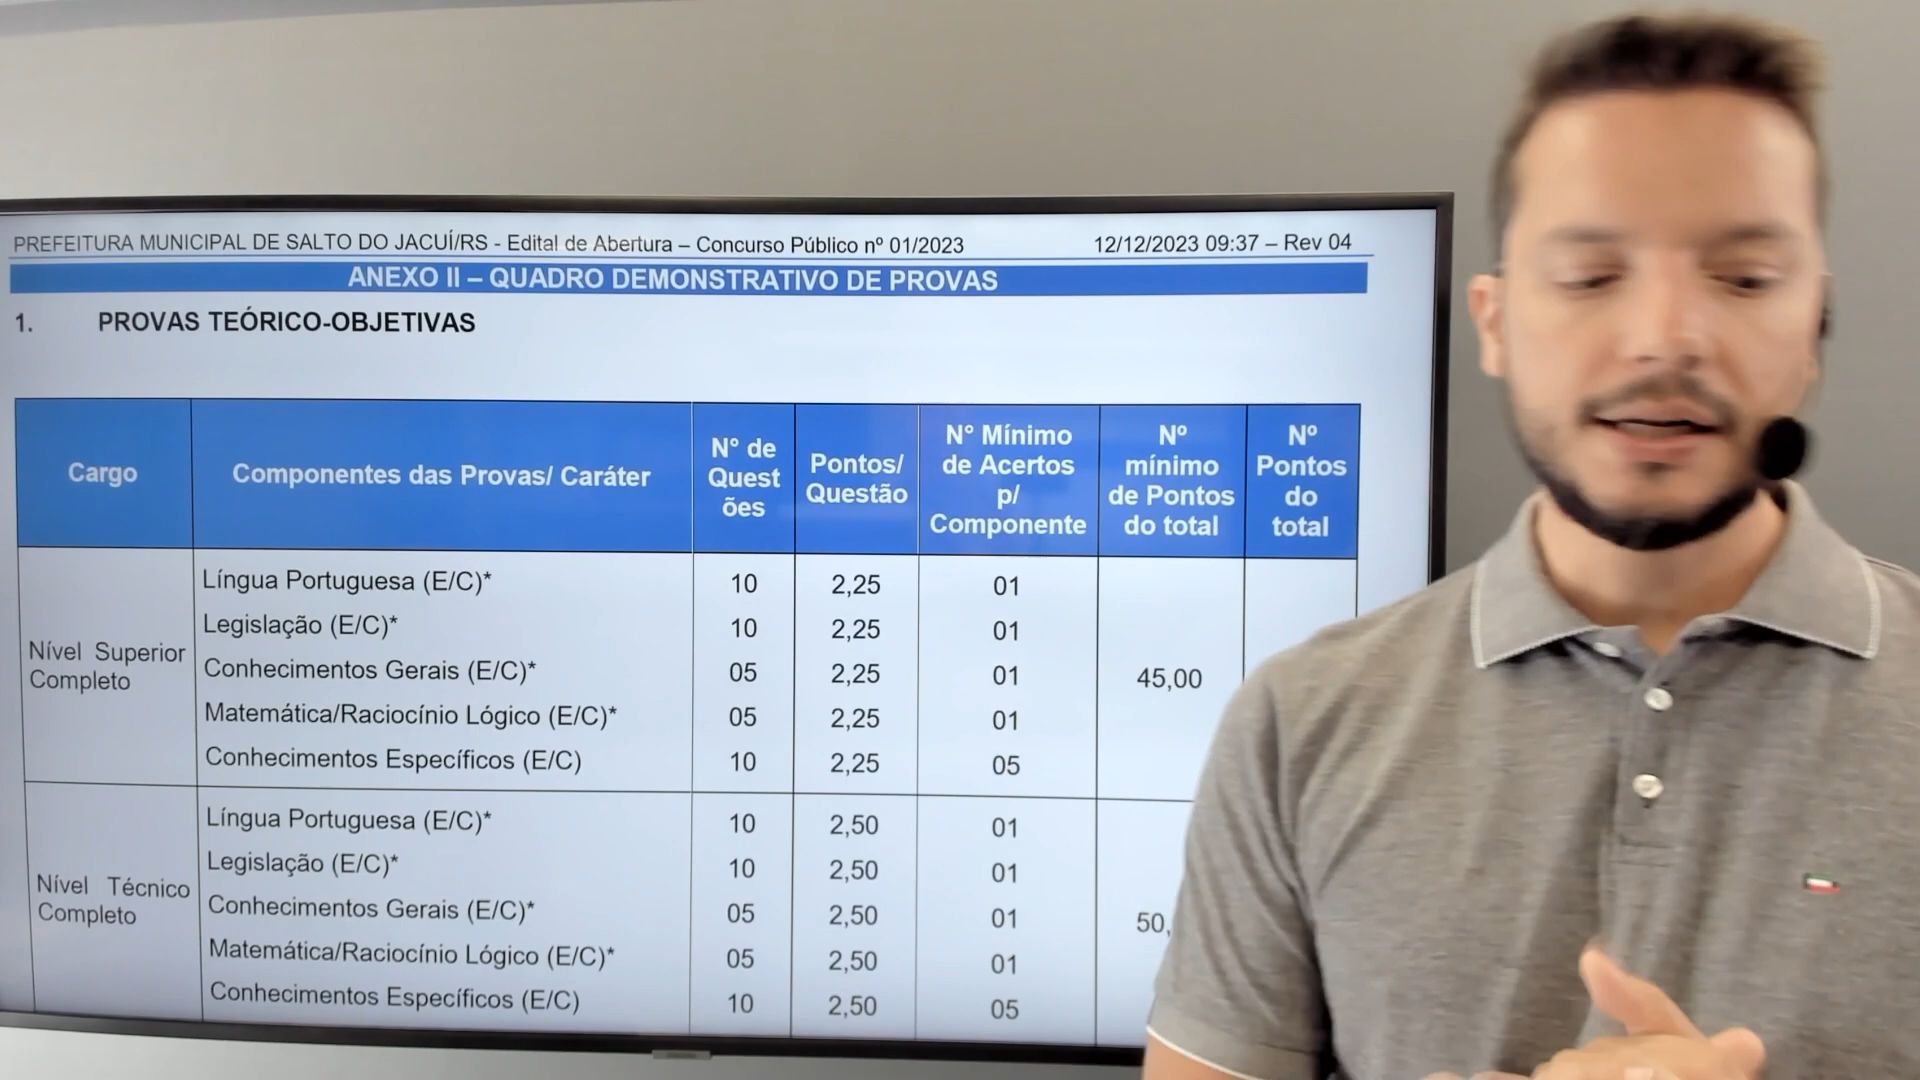 PREFEITURA MUNICIPAL DE SALTO DO JACUÍ/RS - Edital de Abertura – Concurso Público nº 01/2023 12/12/2023 09:37 – Rev 04
ANEXO II – QUADRO DEMONSTRATIVO DE PROVAS
1. PROVAS TEÓRICO-OBJETIVAS
Cargo
Componentes das Provas/ Caráter
N° de
Quest
ões
Pontos/
Questão
N° Mínimo
de Acertos
p/
Componente
Nº
mínimo
de Pontos
do total
Nº
Pontos
do
total
Nível Superior
Completo
Língua Portuguesa (E/C)* 10 2,25 01
Legislação (E/C)* 10 2,25 01
Conhecimentos Gerais (E/C)* 05 2,25 01
Matemática/Raciocínio Lógico (E/C)* 05 2,25 01
Conhecimentos Específicos (E/C) 10 2,25 05
45,00
Nível Técnico
Completo
Língua Portuguesa (E/C)* 10 2,50 01
Legislação (E/C)* 10 2,50 01
Conhecimentos Gerais (E/C)* 05 2,50 01
Matemática/Raciocínio Lógico (E/C)* 05 2,50 01
Conhecimentos Específicos (E/C) 10 2,50 05
50,